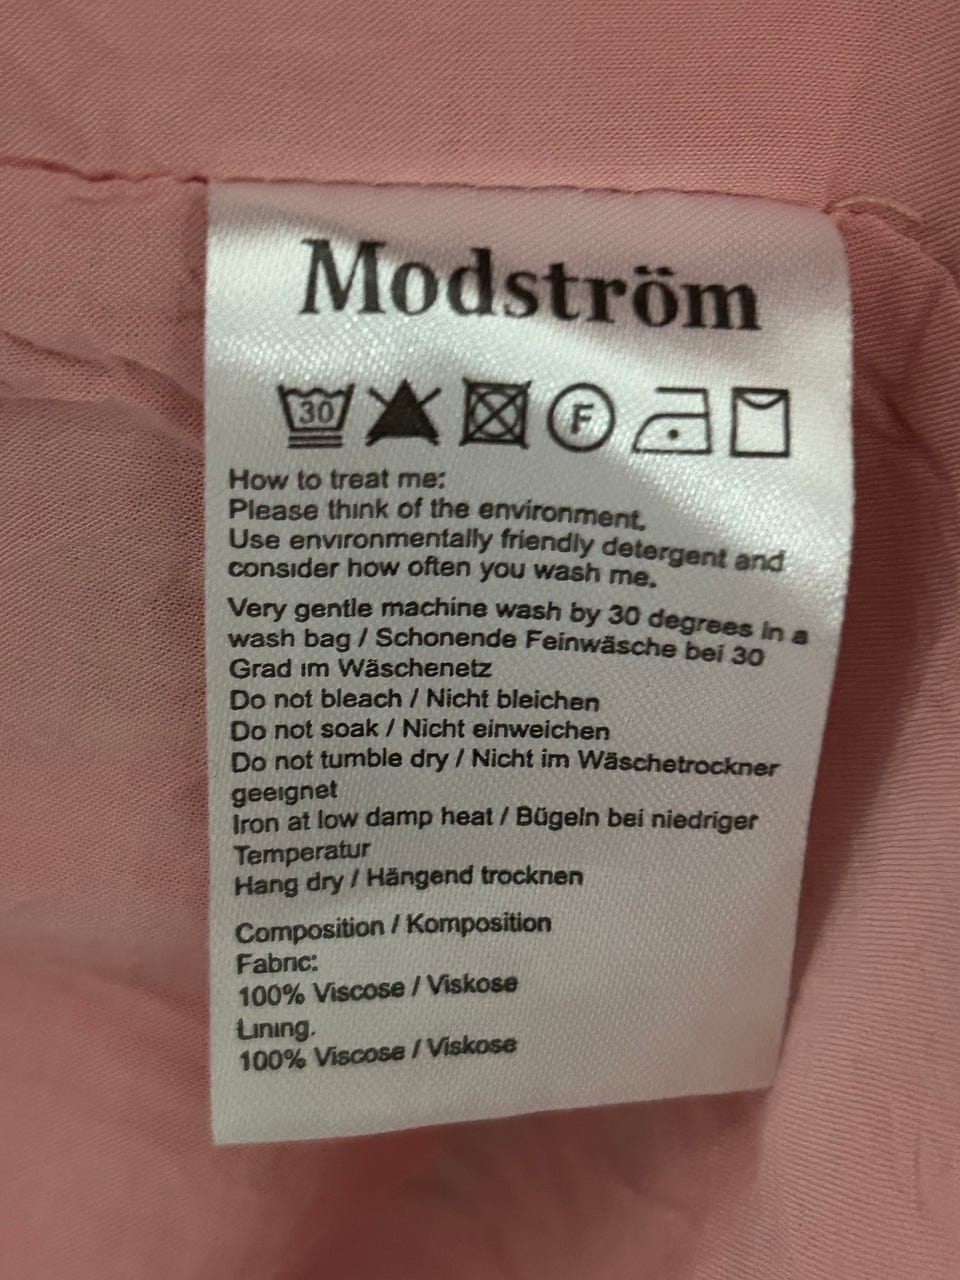 Modström
30 F
How to treat me:
Please think of the environment.
Use environmentally friendly detergent and
consider how often you wash me.
Very gentle machine wash by 30 degrees in a
wash bag / Schonende Feinwäsche bei 30
Grad im Wäschenetz
Do not bleach / Nicht bleichen
Do not soak / Nicht einweichen
Do not tumble dry / Nicht im Wäschetrockner
geeignet
Iron at low damp heat / Bügeln bei niedriger
Temperatur
Hang dry / Hängend trocknen
Composition / Komposition
Fabric:
100% Viscose / Viskose
Lining.
100% Viscose / Viskose